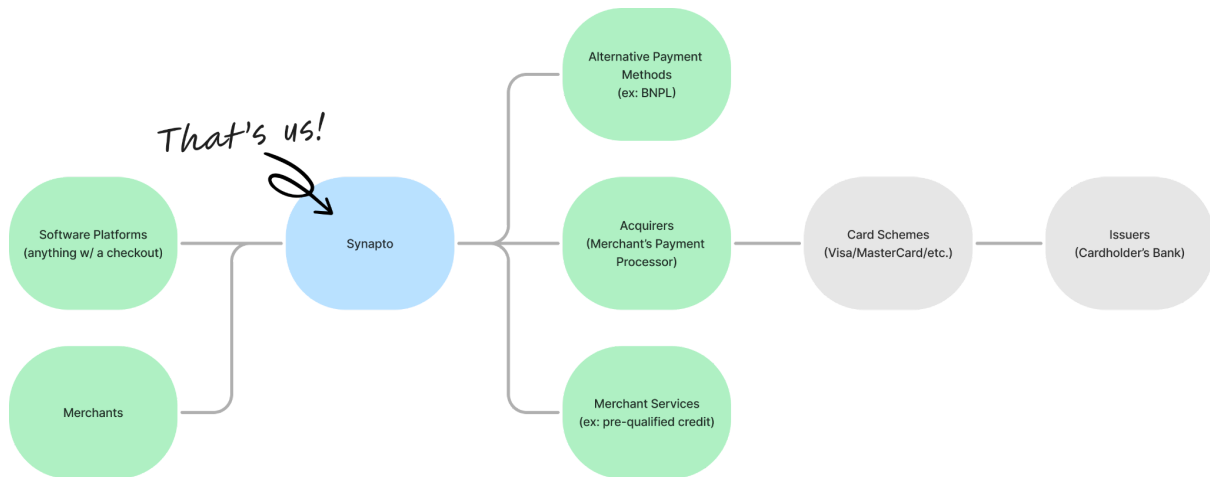 Alternative Payment
Methods
(ex: BNPL)
That's us!
Software Platforms
(anything w/ a checkout)
Synapto
Acquirers
(Merchant's Payment
Processor)
Card Schemes
(Visa/MasterCard/etc.)
Issuers
(Cardholder's Bank)
Merchants
Merchant Services
(ex: pre-qualified credit)